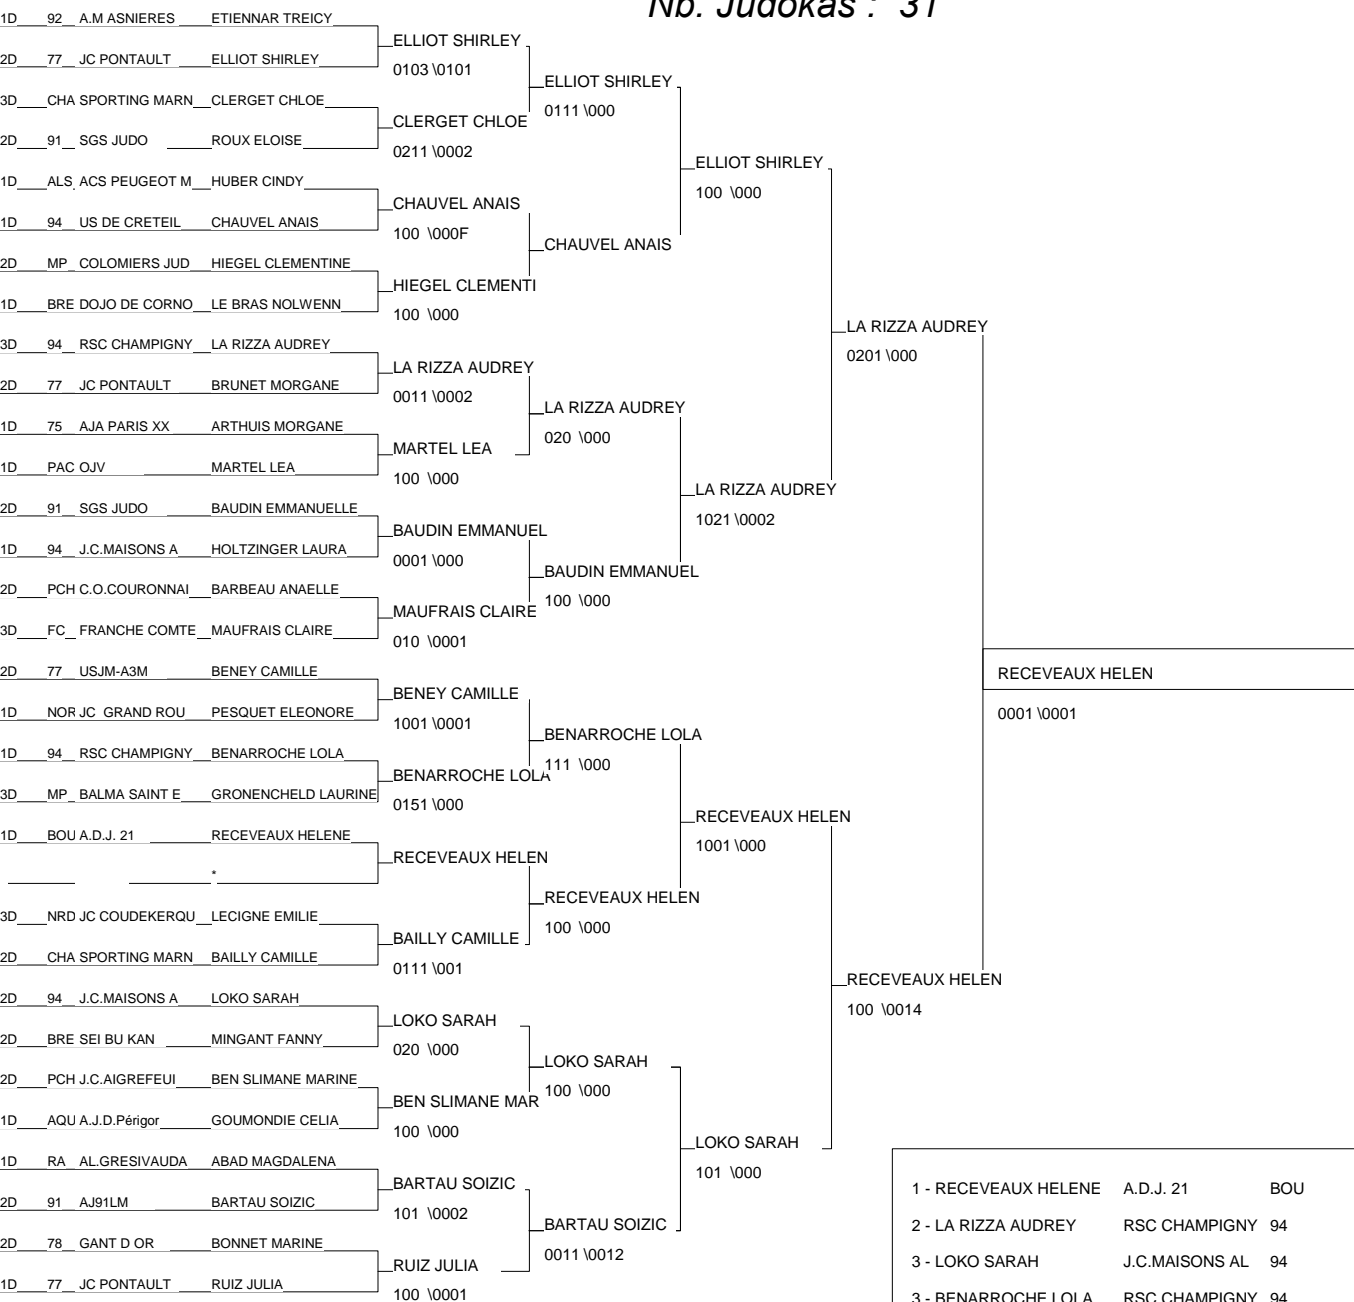 Nb. Judokas : 31
1D 92 A.M ASNIERES ETIENNAR TREICY
2D 77 JC PONTAULT ELLIOT SHIRLEY
3D CHA SPORTING MARN CLERGET CHLOE
2D 91 SGS JUDO ROUX ELOISE
1D ALS ACS PEUGEOT M HUBER CINDY
1D 94 US DE CRETEIL CHAUVEL ANAIS
2D MP COLOMIERS JUD HIEGEL CLEMENTINE
1D BRE DOJO DE CORNO LE BRAS NOLWENN
3D 94 RSC CHAMPIGNY LA RIZZA AUDREY
2D 77 JC PONTAULT BRUNET MORGANE
1D 75 AJA PARIS XX ARTHUIS MORGANE
1D PAC OJV MARTEL LEA
2D 91 SGS JUDO BAUDIN EMMANUELLE
1D 94 J.C.MAISONS A HOLTZINGER LAURA
2D PCH C.O.COURONNAI BARBEAU ANAELLE
3D FC FRANCHE COMTE MAUFRAIS CLAIRE
2D 77 USJM-A3M BENEY CAMILLE
1D NOR JC GRAND ROU PESQUET ELEONORE
1D 94 RSC CHAMPIGNY BENARROCHE LOLA
3D MP BALMA SAINT E GRONENCHELD LAURINE
1D BOU A.D.J. 21 RECEVEAUX HELENE
*
3D NRD JC COUDEKERQU LECIGNE EMILIE
2D CHA SPORTING MARN BAILLY CAMILLE
2D 94 J.C.MAISONS A LOKO SARAH
2D BRE SEI BU KAN MINGANT FANNY
2D PCH J.C.AIGREFEUI BEN SLIMANE MARINE
1D AQU A.J.D.Périgor GOUMONDIE CELIA
1D RA AL.GRESIVAUDA ABAD MAGDALENA
2D 91 AJ91LM BARTAU SOIZIC
2D 78 GANT D OR BONNET MARINE
1D 77 JC PONTAULT RUIZ JULIA
ELLIOT SHIRLEY
0103 \0101
CLERGET CHLOE
0211 \0002
CHAUVEL ANAIS
100 \000F
HIEGEL CLEMENTI
100 \000
LA RIZZA AUDREY
0011 \0002
MARTEL LEA
100 \000
BAUDIN EMMANUEL
0001 \000
MAUFRAIS CLAIRE
010 \0001
BENEY CAMILLE
1001 \0001
BENARROCHE LOLA
0151 \000
RECEVEAUX HELEN
BAILLY CAMILLE
0111 \001
LOKO SARAH
020 \000
BEN SLIMANE MAR
100 \000
BARTAU SOIZIC
101 \0002
RUIZ JULIA
100 \0001
ELLIOT SHIRLEY
0111 \000
CHAUVEL ANAIS
LA RIZZA AUDREY
020 \000
BAUDIN EMMANUEL
100 \000
BENARROCHE LOLA
111 \000
RECEVEAUX HELEN
100 \000
LOKO SARAH
100 \000
BARTAU SOIZIC
0011 \0012
ELLIOT SHIRLEY
100 \000
LA RIZZA AUDREY
1021 \0002
RECEVEAUX HELEN
1001 \000
LOKO SARAH
101 \000
LA RIZZA AUDREY
0201 \000
RECEVEAUX HELEN
100 \0014
RECEVEAUX HELEN
0001 \0001
1 - RECEVEAUX HELENE A.D.J. 21 BOU
2 - LA RIZZA AUDREY RSC CHAMPIGNY 94
3 - LOKO SARAH J.C.MAISONS AL 94
3 - BENARROCHE LOLA RSC CHAMPIGNY 94